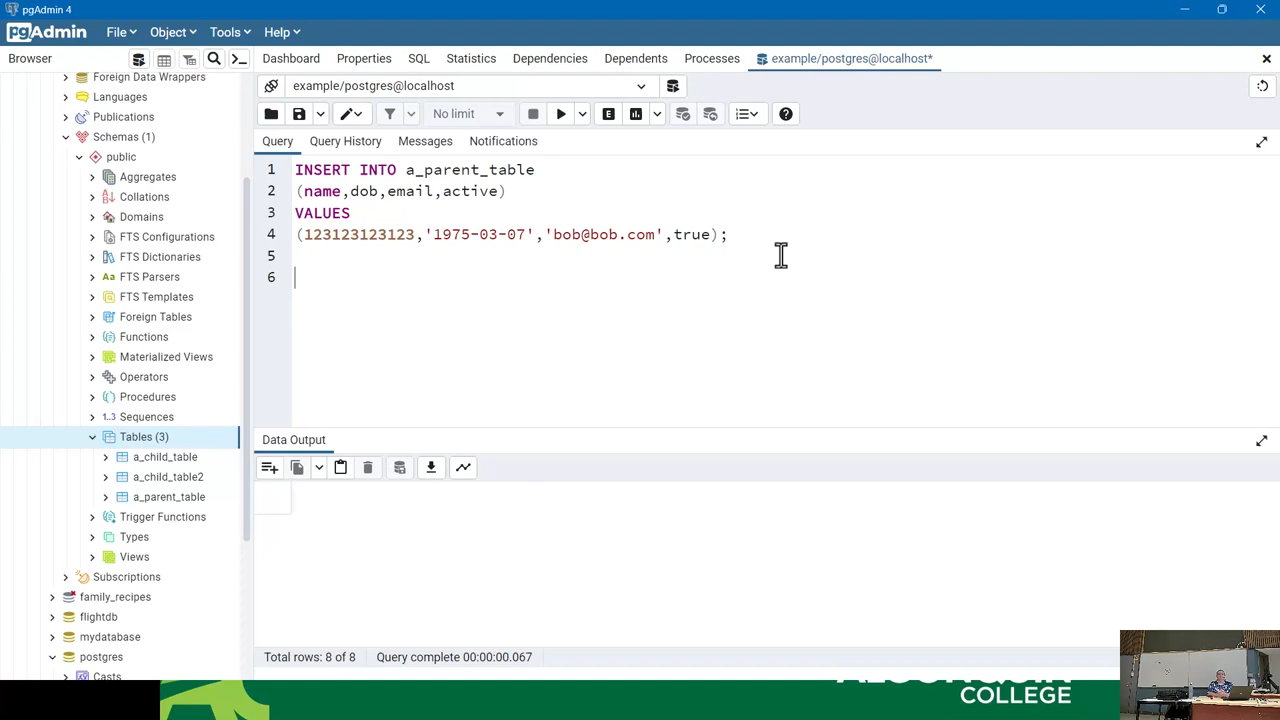 pgAdmin 4
pgAdmin File Object Tools Help
Browser
Dashboard Properties SQL Statistics Dependencies Dependents Processes example/postgres@localhost*
Foreign Data Wrappers
Languages
Publications
Schemas (1)
public
Aggregates
Collations
Domains
FTS Configurations
FTS Dictionaries
Aa FTS Parsers
FTS Templates
Foreign Tables
Functions
Materialized Views
Operators
Procedures
1..3 Sequences
Tables (3)
a_child_table
a_child_table2
a_parent_table
Trigger Functions
Types
Views
Subscriptions
family_recipes
flightdb
mydatabase
postgres
Casts
example/postgres@localhost
No limit
E
Query Query History Messages Notifications
1 INSERT INTO a_parent_table
2 (name,dob,email,active)
3 VALUES
4 (123123123123,'1975-03-07','bob@bob.com',true);
5
6
Data Output
Total rows: 8 of 8 Query complete 00:00:00.067
ALGONQUIN
COLLEGE